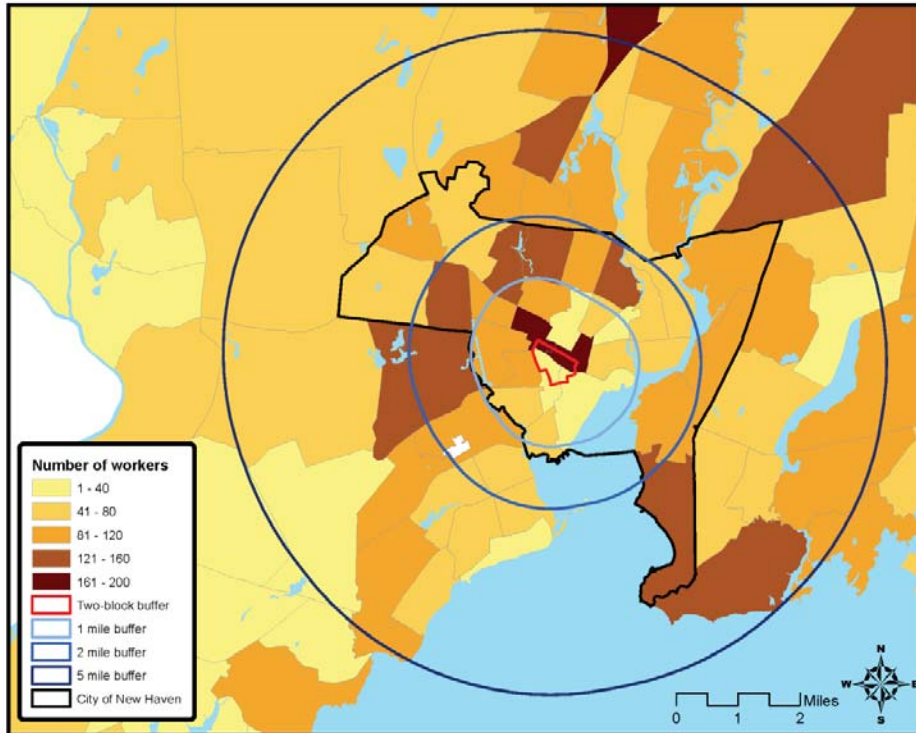 Number of workers
1 - 40
41 - 80
81 - 120
121 - 160
161 - 200
Two-block buffer
1 mile buffer
2 mile buffer
5 mile buffer
City of New Haven
N
W E
S
Miles
0 1 2